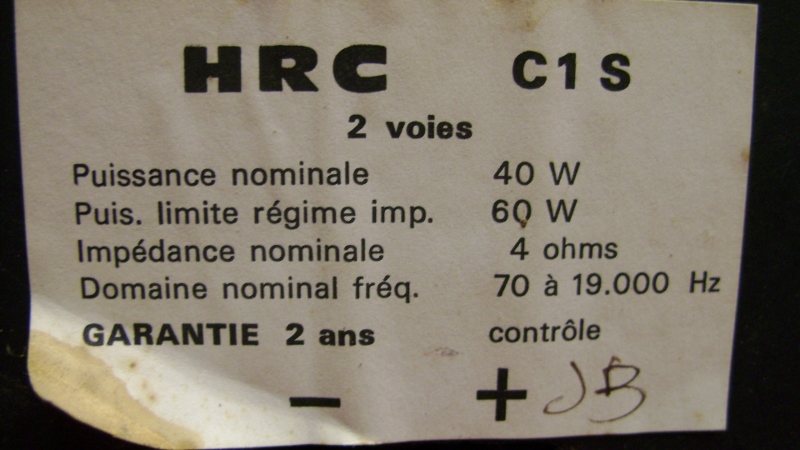 HRC C1S
2 voies
Puissance nominale 40 W
Puis. limite régime imp. 60 W
Impédance nominale 4 ohms
Domaine nominal fréq. 70 à 19.000 Hz
GARANTIE 2 ans contrôle
− + JB